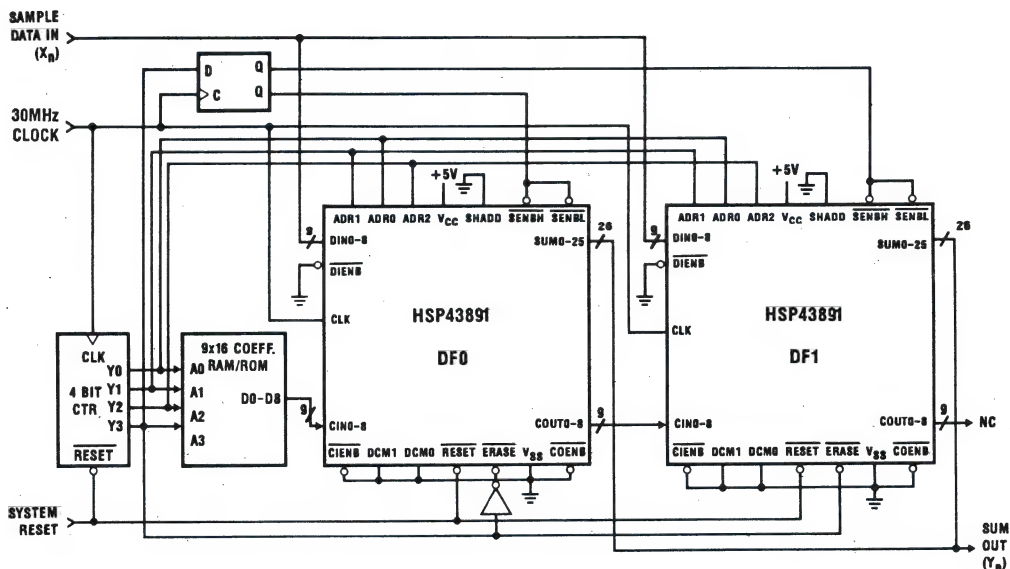 SAMPLE
DATA IN
(Xn)
D
Q
C
Q
30MHz
CLOCK
+5V
ADR1
ADR0
ADR2
VCC
SHADD
SENBH
SENBL
9
DIN0-8
26
SUM0-25
DIENB
HSP43891
CLK
DF0
9
CIN0-8
COUT0-8
9
CIENB
DCM1
DCM0
RESET
ERASE
VSS
COENB
+5V
ADR1
ADR0
ADR2
VCC
SHADD
SENBH
SENBL
9
DIN0-8
26
SUM0-25
DIENB
HSP43891
CLK
DF1
CIN0-8
COUT0-8
9
NC
CIENB
DCM1
DCM0
RESET
ERASE
VSS
COENB
CLK
4 BIT
CTR
Y0
Y1
Y2
Y3
RESET
9x16 COEFF.
RAM/ROM
A0
A1
A2
A3
D0-D8
SYSTEM
RESET
SUM
OUT
(Yn)